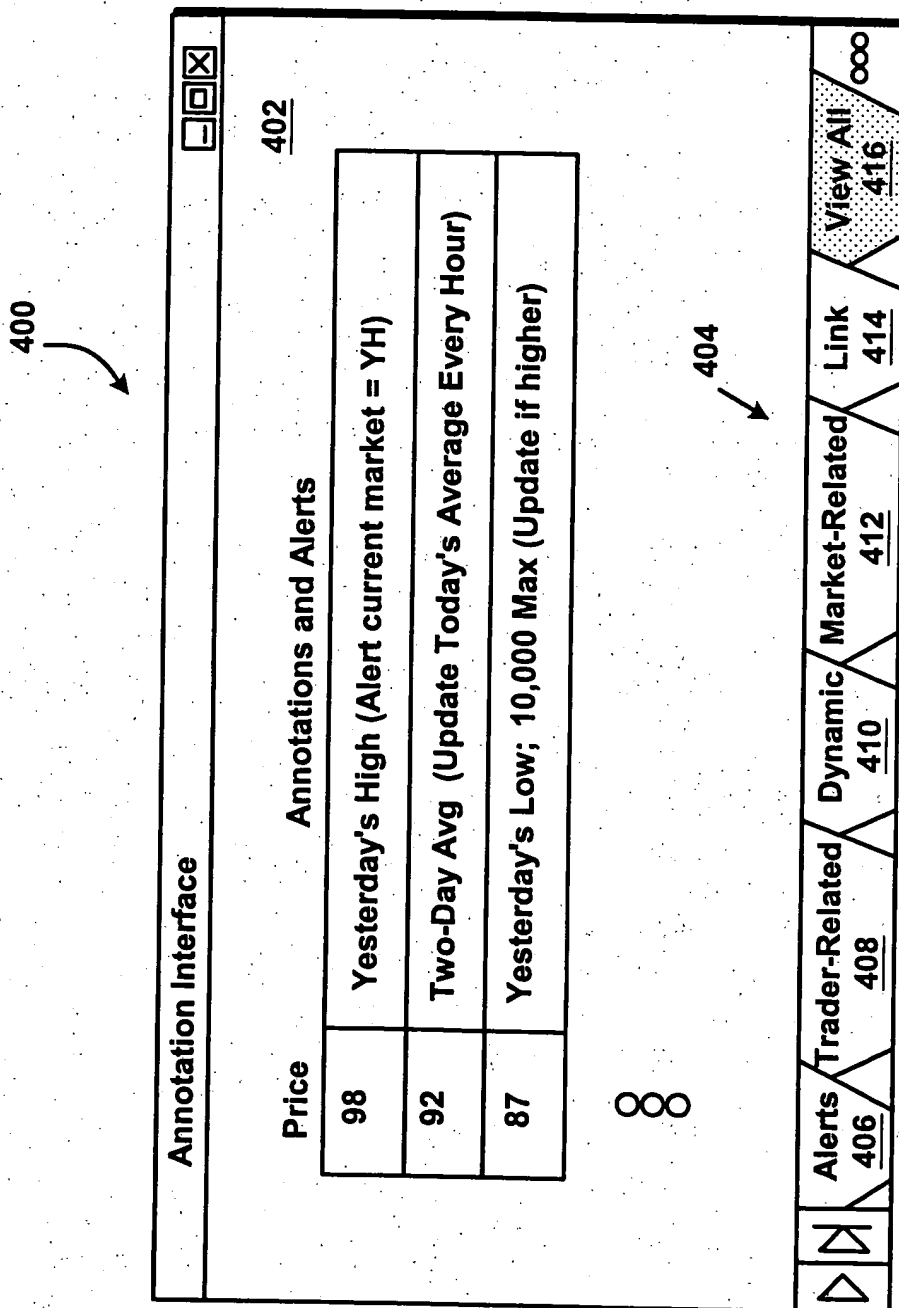 400
Annotation Interface
402
Price Annotations and Alerts
98 Yesterday's High (Alert current market = YH)
92 Two-Day Avg (Update Today's Average Every Hour)
87 Yesterday's Low; 10,000 Max (Update if higher)
404
Alerts Trader-Related Dynamic Market-Related Link View All
406 408 410 412 414 416